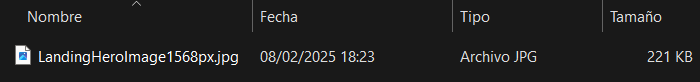 Nombre Fecha Tipo Tamaño
LandingHeroImage1568px.jpg 08/02/2025 18:23 Archivo JPG 221 KB